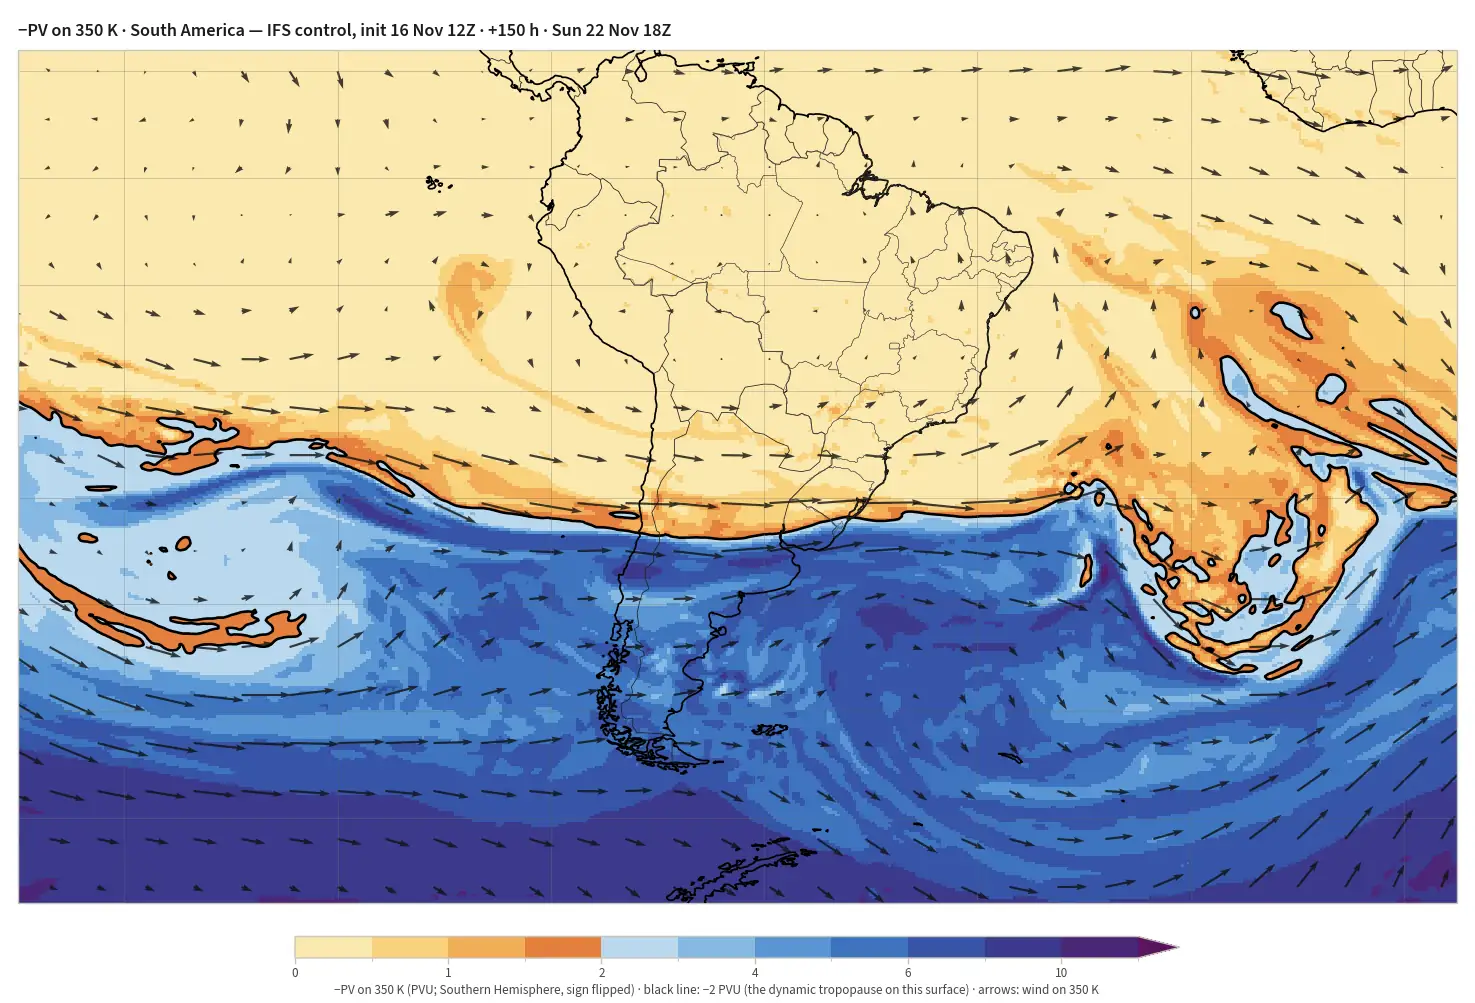 −PV on 350 K · South America — IFS control, init 16 Nov 12Z · +150 h · Sun 22 Nov 18Z
0 1 2 4 6 10
−PV on 350 K (PVU; Southern Hemisphere, sign flipped) · black line: −2 PVU (the dynamic tropopause on this surface) · arrows: wind on 350 K